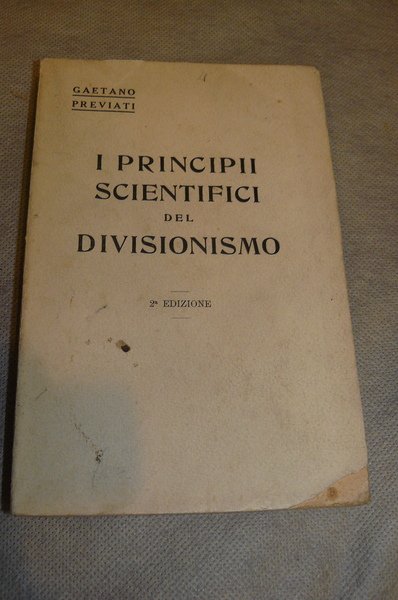 GAETANO
PREVIATI
I PRINCIPII
SCIENTIFICI
DEL
DIVISIONISMO
2ª EDIZIONE